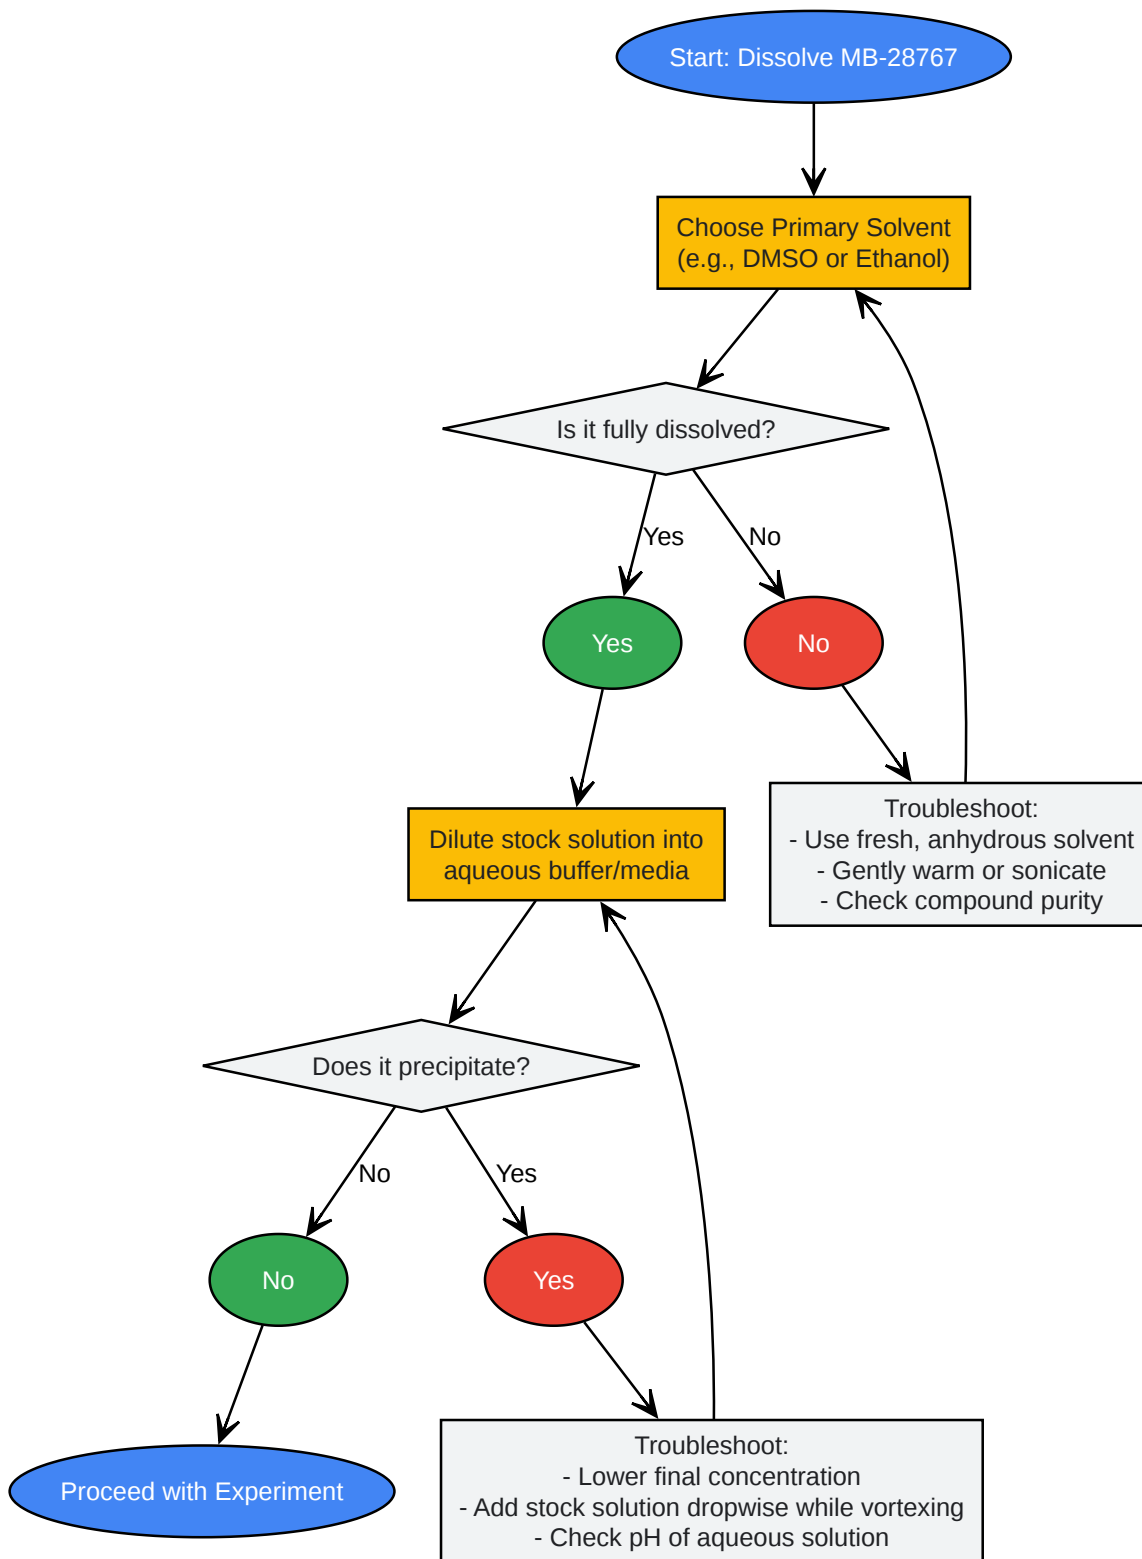 Start: Dissolve MB-28767
Choose Primary Solvent
(e.g., DMSO or Ethanol)
Is it fully dissolved?
Yes
No
Yes
No
Dilute stock solution into
aqueous buffer/media
Troubleshoot:
- Use fresh, anhydrous solvent
- Gently warm or sonicate
- Check compound purity
Does it precipitate?
No
Yes
No
Yes
Proceed with Experiment
Troubleshoot:
- Lower final concentration
- Add stock solution dropwise while vortexing
- Check pH of aqueous solution